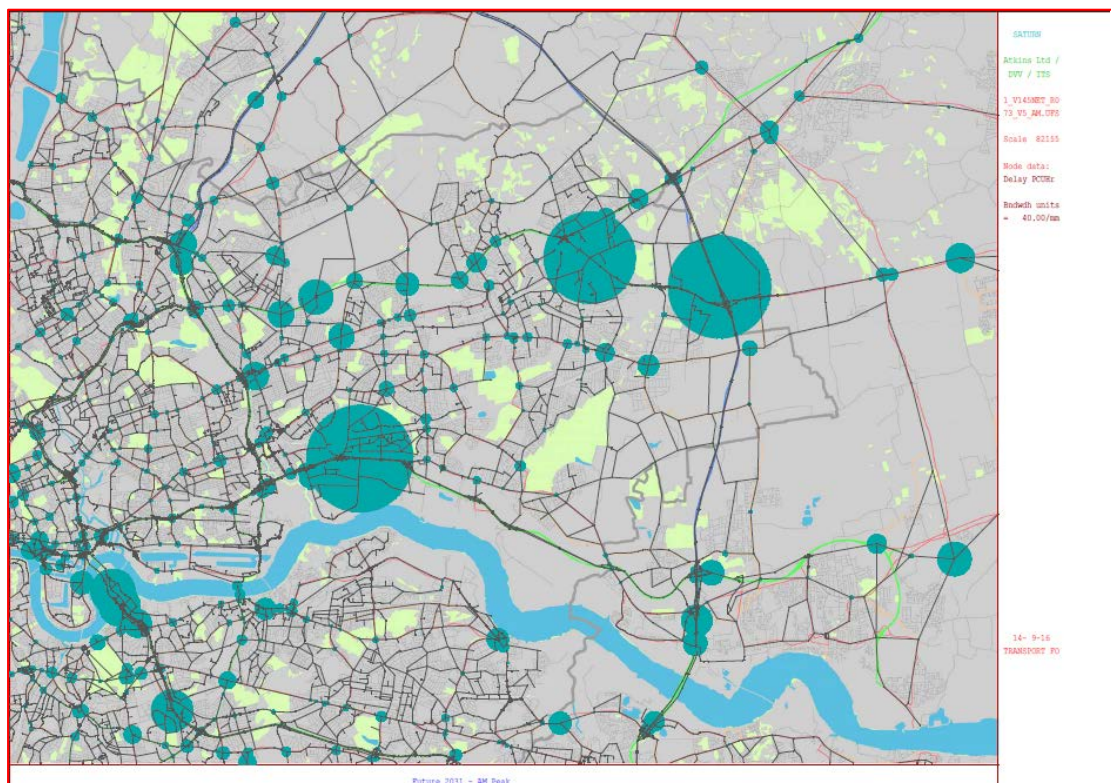 SATURN
Atkins Ltd /
DVV / ITS
1_V145NET_BO
73_V5_AM.UFS
Scale 82155
Node data:
Delay PCUHr
Bndwdh units
= 40.00/mm
14- 9-16
TRANSPORT FO
Future 2031 - AM Peak